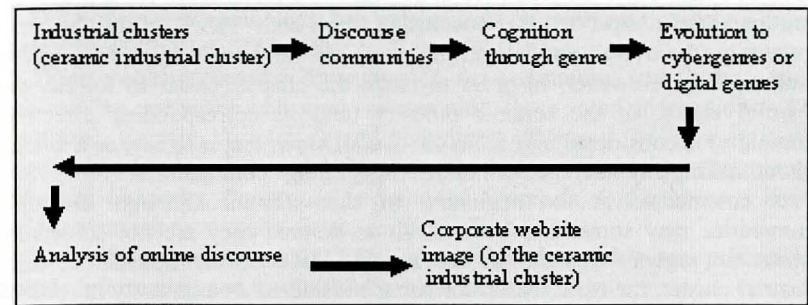 Industrial clusters
(ceramic industrial cluster)
Discourse
communities
Cognition
through genre
Evolution to
cybergenres or
digital genres
Analysis of online discourse
Corporate website
image (of the ceramic
industrial cluster)